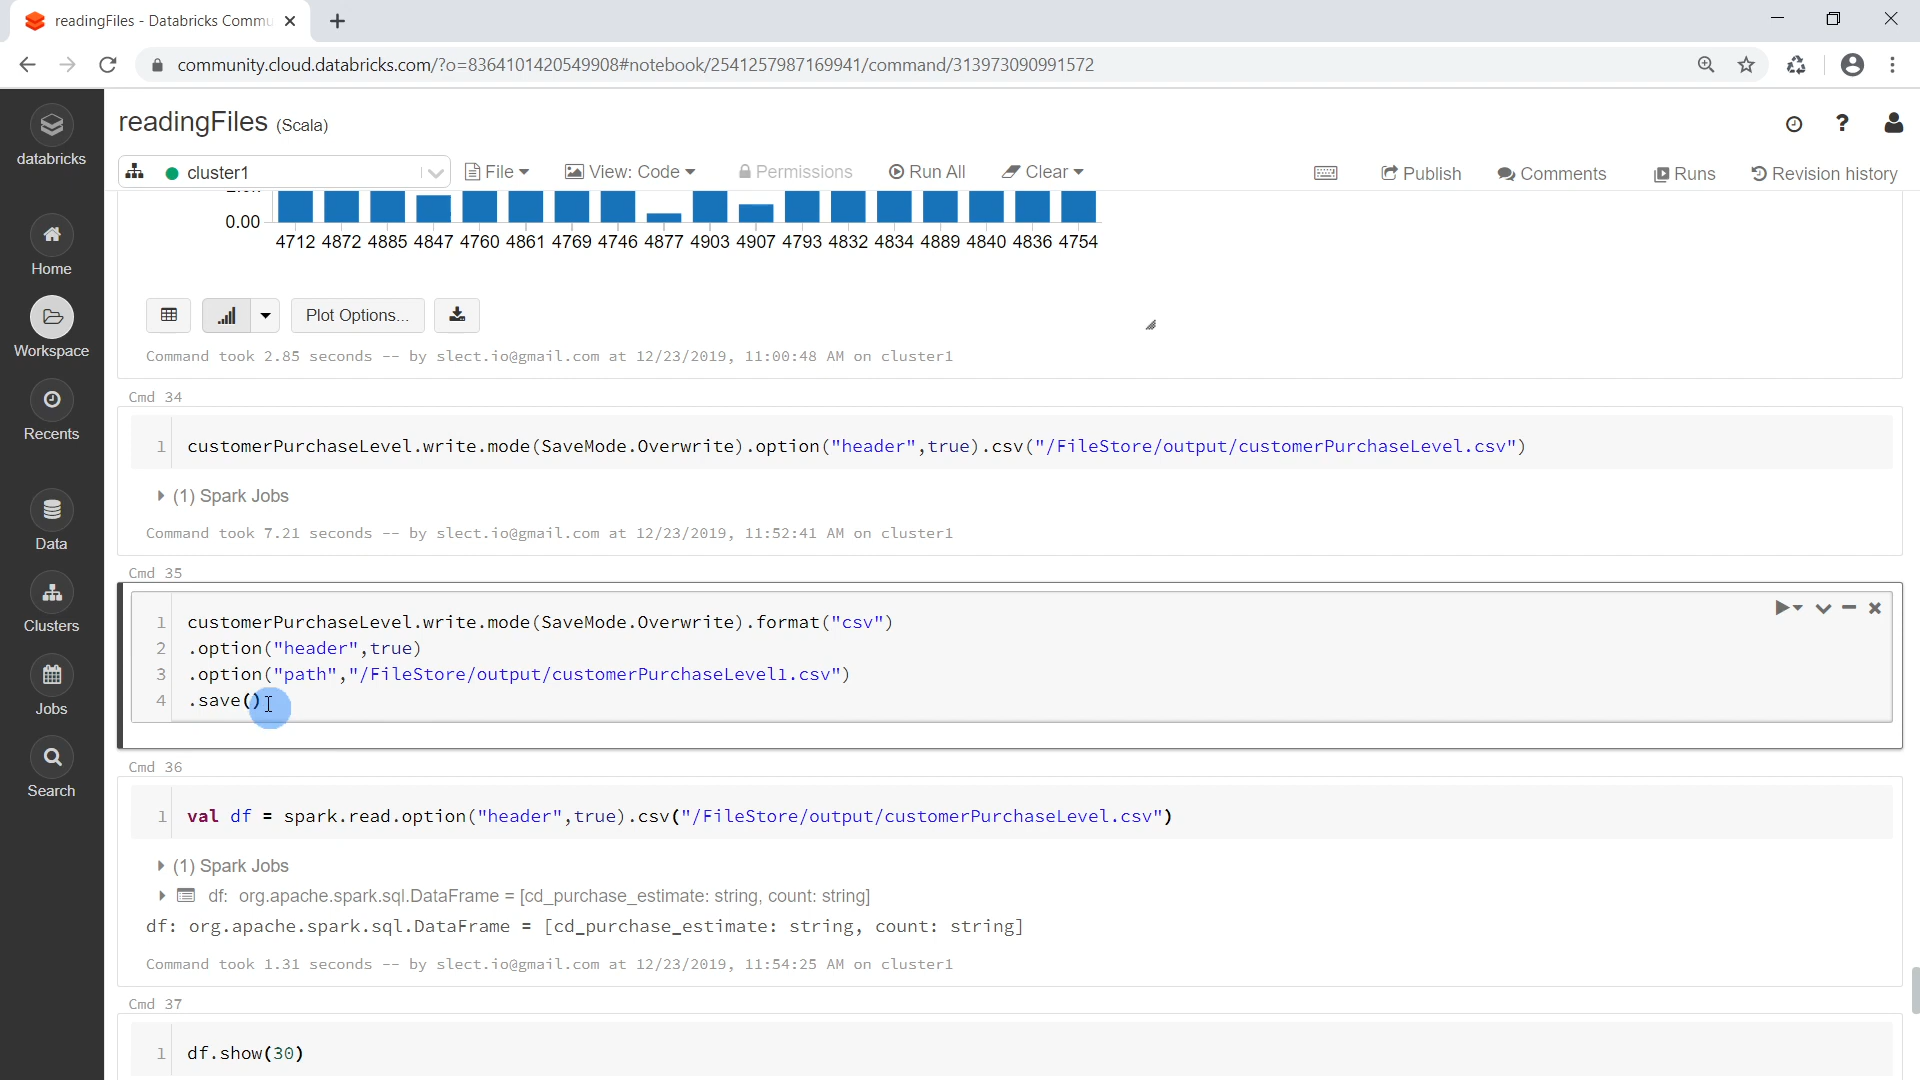 readingFiles - Databricks Commu
community.cloud.databricks.com/?o=8364101420549908#notebook/2541257987169941/command/313973090991572
databricks
Home
Workspace
Recents
Data
Clusters
Jobs
Search
readingFiles (Scala)
?
cluster1
File
View: Code
Permissions
Run All
Clear
Publish
Comments
Runs
Revision history
0.00
4712 4872 4885 4847 4760 4861 4769 4746 4877 4903 4907 4793 4832 4834 4889 4840 4836 4754
Plot Options...
Command took 2.85 seconds -- by slect.io@gmail.com at 12/23/2019, 11:00:48 AM on cluster1
Cmd 34
1 customerPurchaseLevel.write.mode(SaveMode.Overwrite).option("header",true).csv("/FileStore/output/customerPurchaseLevel.csv")
(1) Spark Jobs
Command took 7.21 seconds -- by slect.io@gmail.com at 12/23/2019, 11:52:41 AM on cluster1
Cmd 35
1 customerPurchaseLevel.write.mode(SaveMode.Overwrite).format("csv")
2 .option("header",true)
3 .option("path","/FileStore/output/customerPurchaseLevel1.csv")
4 .save()
Cmd 36
1 val df = spark.read.option("header",true).csv("/FileStore/output/customerPurchaseLevel.csv")
(1) Spark Jobs
df: org.apache.spark.sql.DataFrame = [cd_purchase_estimate: string, count: string]
df: org.apache.spark.sql.DataFrame = [cd_purchase_estimate: string, count: string]
Command took 1.31 seconds -- by slect.io@gmail.com at 12/23/2019, 11:54:25 AM on cluster1
Cmd 37
1 df.show(30)